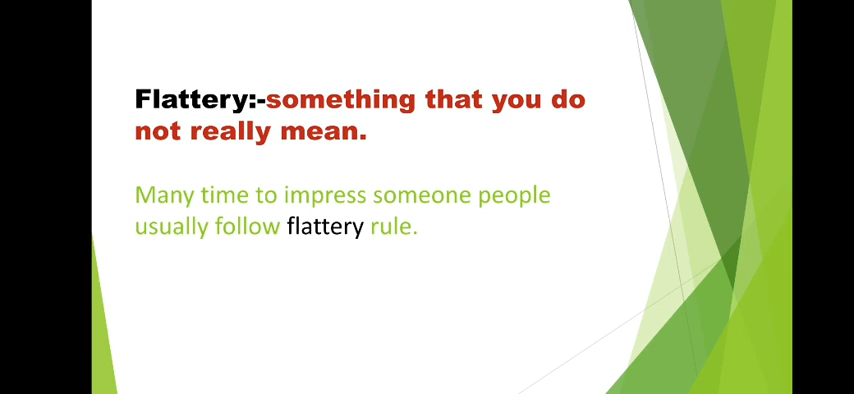 Flattery:-something that you do
not really mean.
Many time to impress someone people
usually follow flattery rule.